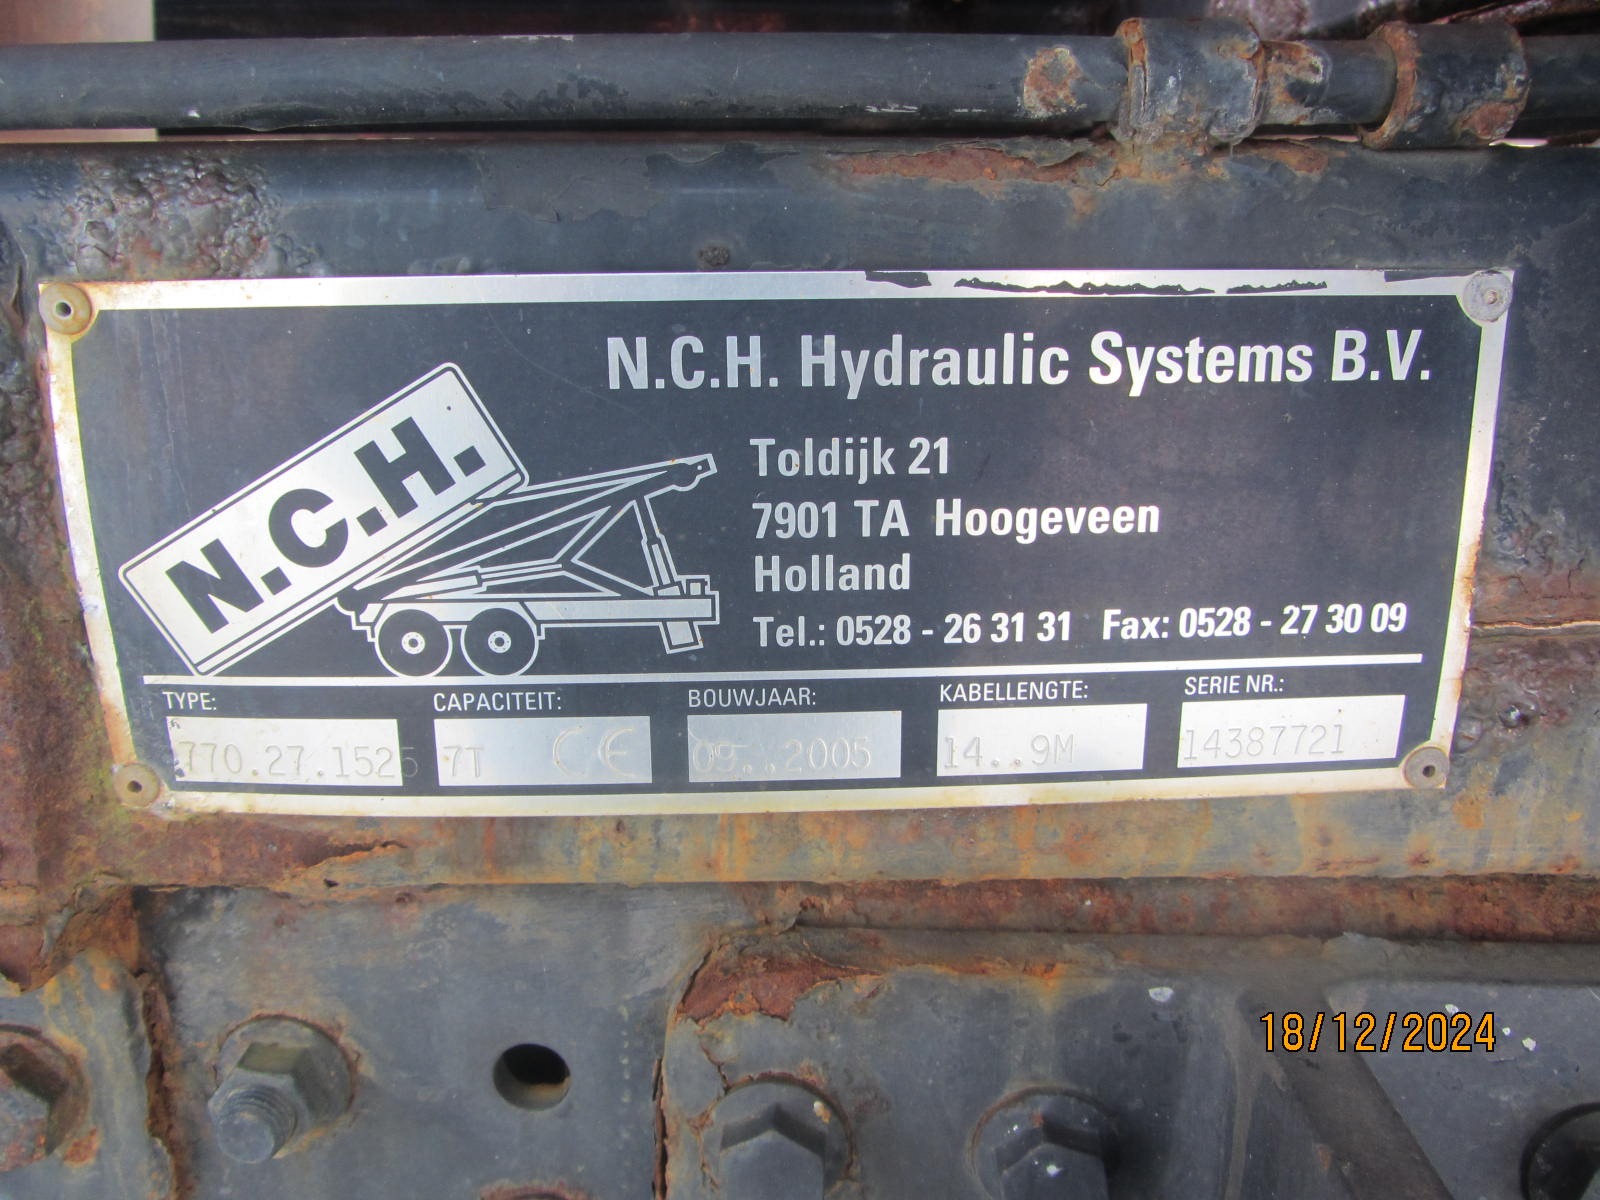 N.C.H. Hydraulic Systems B.V.
N.C.H.
Toldijk 21
7901 TA Hoogeveen
Holland
Tel.: 0528 - 26 31 31 Fax: 0528 - 27 30 09
TYPE: CAPACITEIT: BOUWJAAR: KABELLENGTE: SERIE NR.:
770.27.1525 7T CE 09..2005 14..9M 14387721
18/12/2024